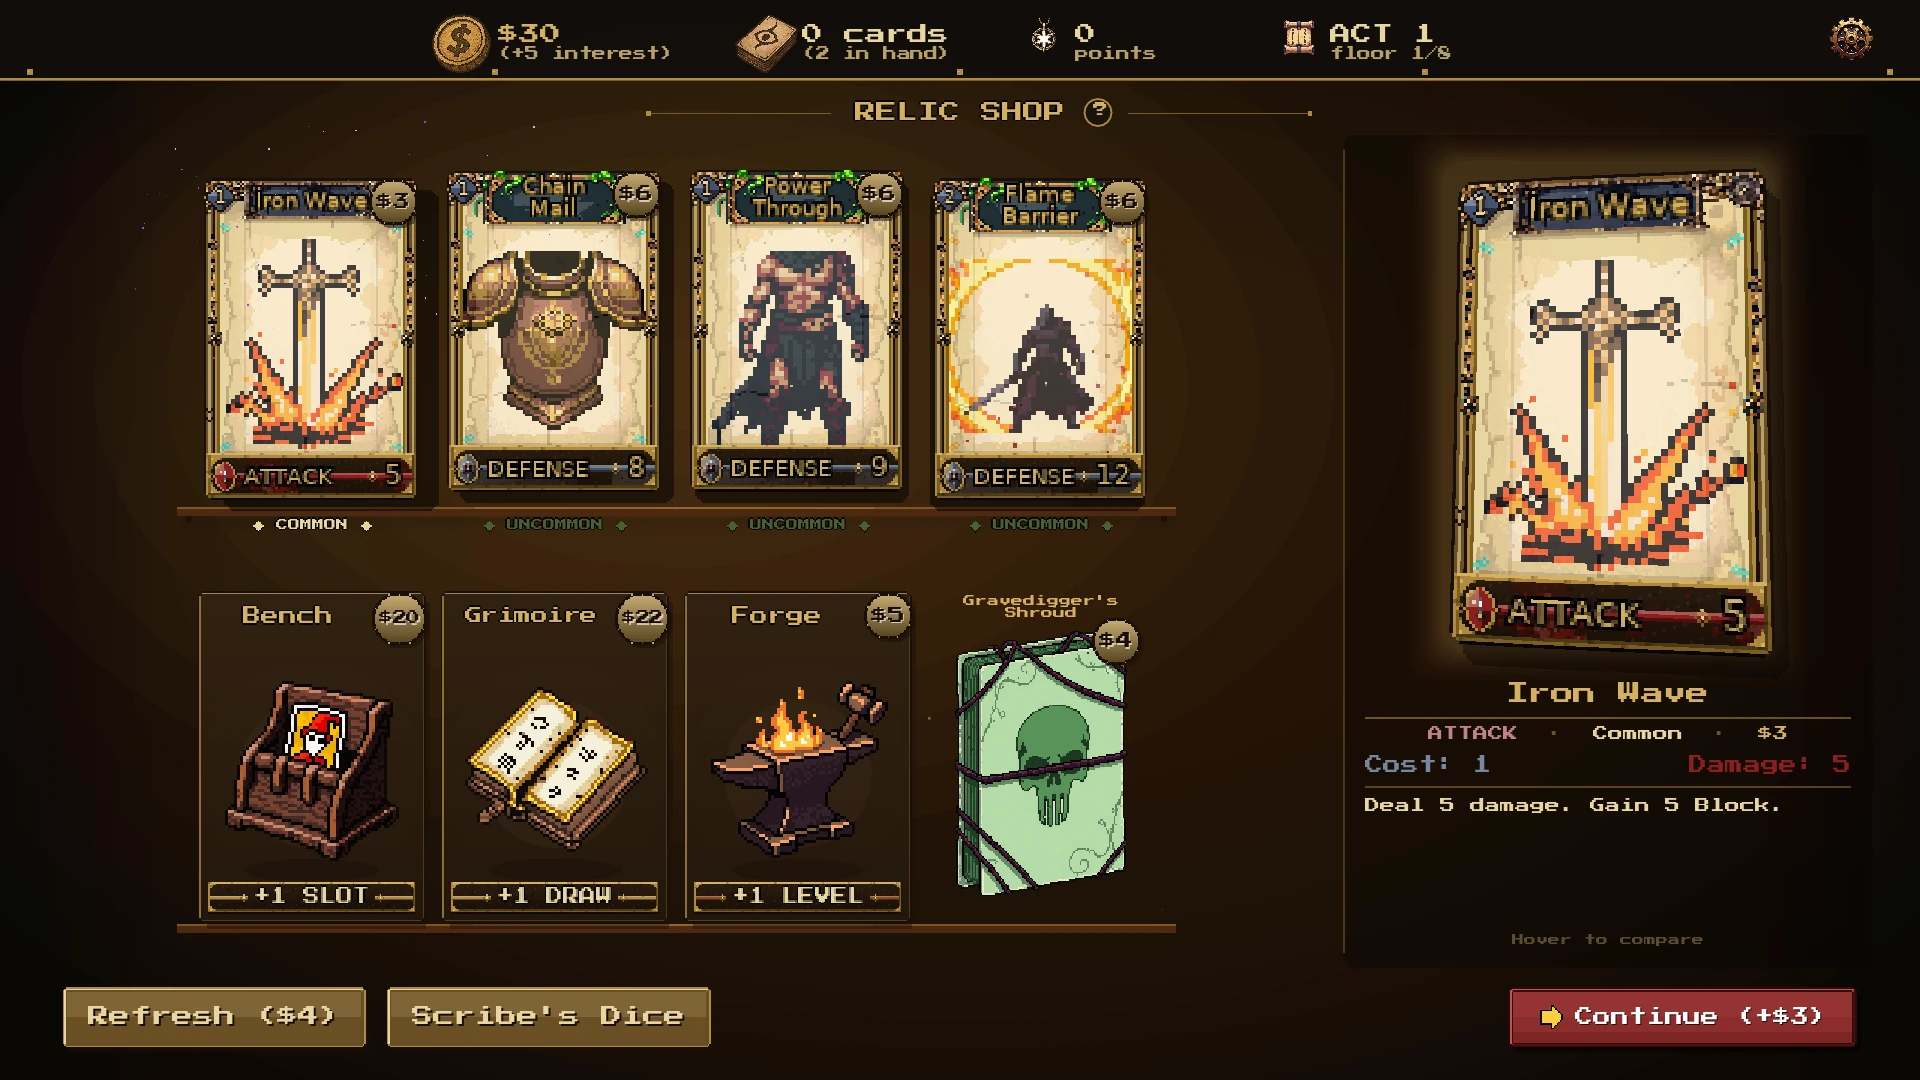 $30
(+5 interest)
0 cards
(2 in hand)
0
points
ACT 1
floor 1/8
RELIC SHOP ?
1 Iron Wave $3
ATTACK 5
COMMON
1 Chain Mail $6
DEFENSE 8
UNCOMMON
1 Power Through $6
DEFENSE 9
UNCOMMON
2 Flame Barrier $6
DEFENSE 12
UNCOMMON
Bench $20
+1 SLOT
Grimoire $22
+1 DRAW
Forge $5
+1 LEVEL
Gravedigger's
Shroud
$4
1 Iron Wave
ATTACK 5
Iron Wave
ATTACK · Common · $3
Cost: 1 Damage: 5
Deal 5 damage. Gain 5 Block.
Hover to compare
Refresh ($4)
Scribe's Dice
Continue (+$3)